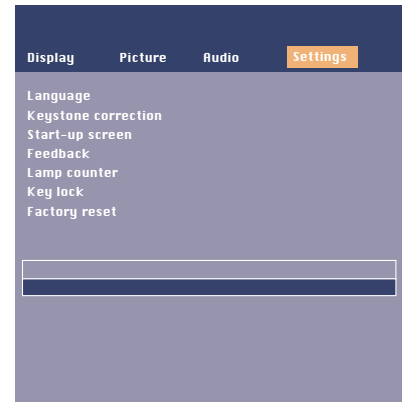 Display Picture Audio Settings
Language
Keystone correction
Start-up screen
Feedback
Lamp counter
Key lock
Factory reset